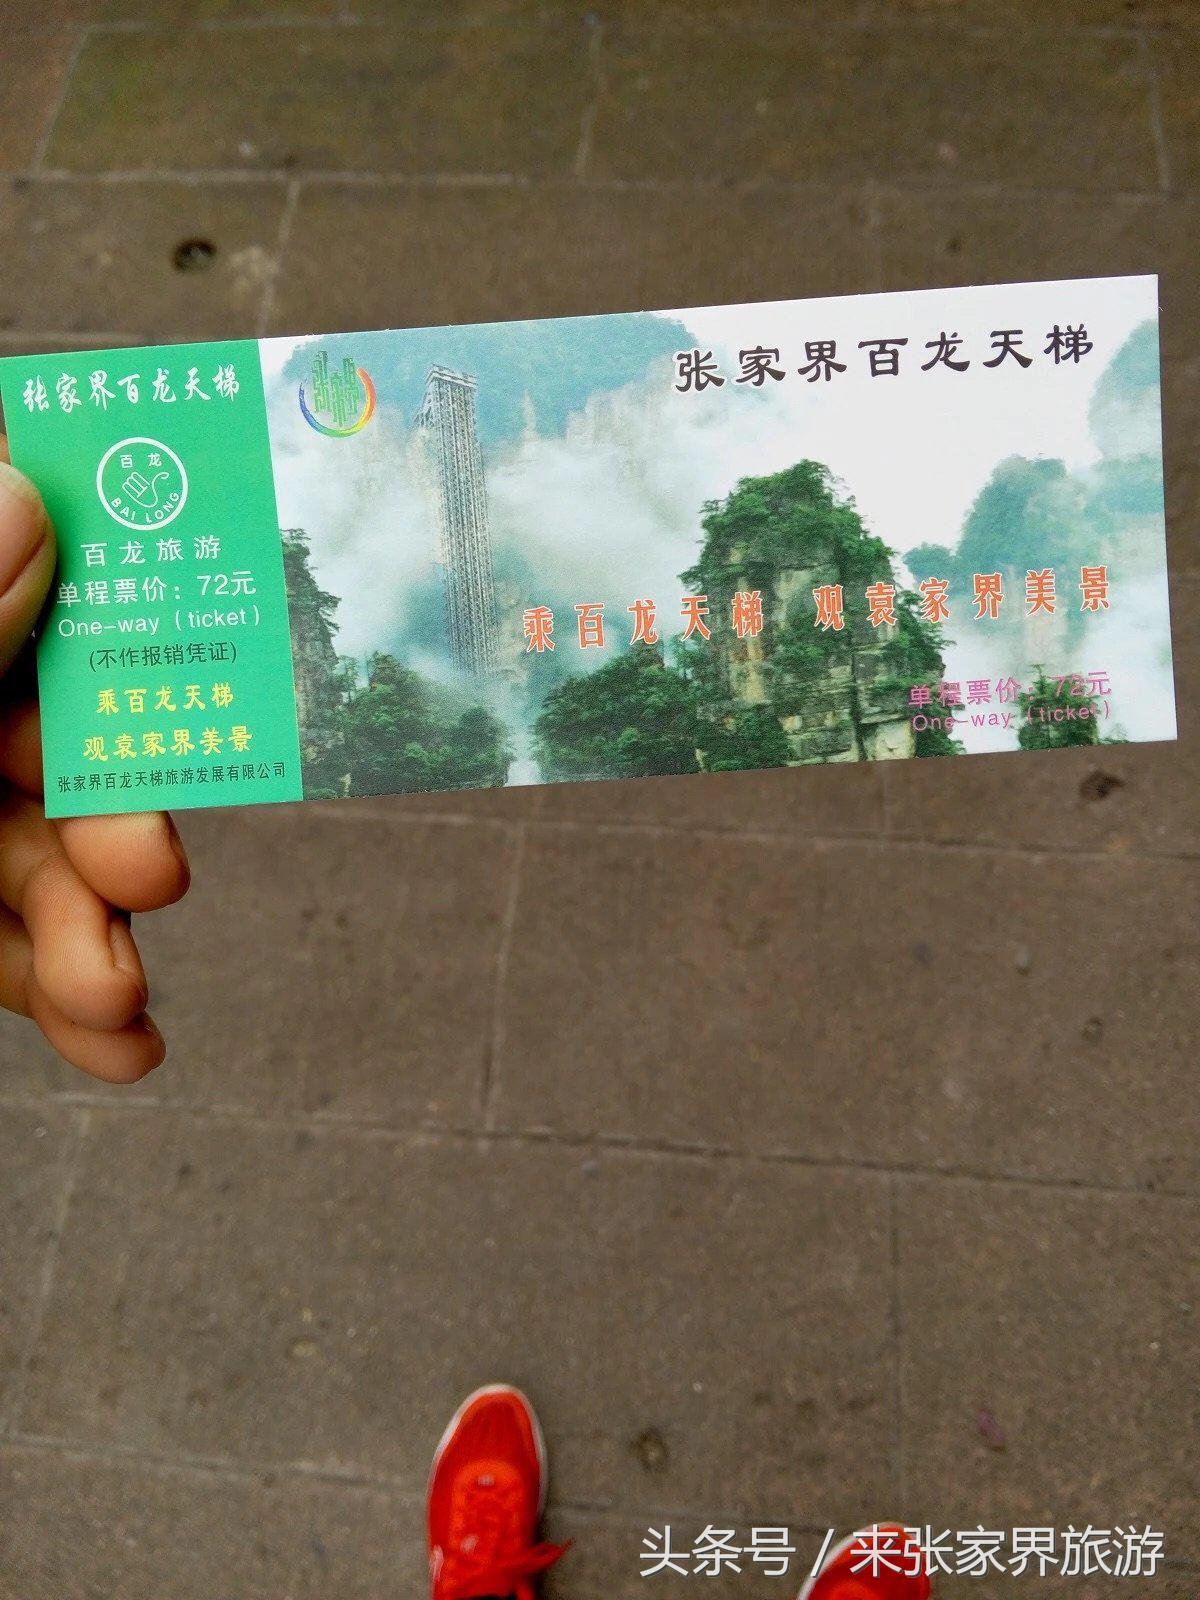 张家界百龙天梯
百龙
BAI LONG
百龙旅游
单程票价：72元
One-way（ticket）
(不作报销凭证)
乘百龙天梯
观袁家界美景
张家界百龙天梯旅游发展有限公司
张家界百龙天梯
乘百龙天梯 观袁家界美景
单程票价：72元
One-way（ticket）
头条号 / 来张家界旅游